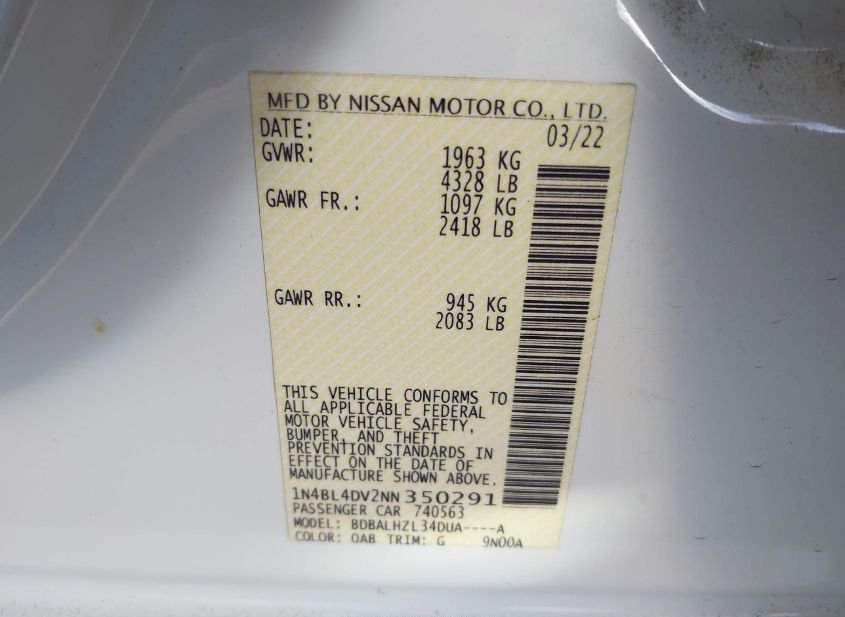 MFD BY NISSAN MOTOR CO., LTD.
DATE: 03/22
GVWR: 1963 KG
4328 LB
GAWR FR.: 1097 KG
2418 LB
GAWR RR.: 945 KG
2083 LB
THIS VEHICLE CONFORMS TO
ALL APPLICABLE FEDERAL
MOTOR VEHICLE SAFETY,
BUMPER, AND THEFT
PREVENTION STANDARDS IN
EFFECT ON THE DATE OF
MANUFACTURE SHOWN ABOVE.
1N4BL4DV2NN350291
PASSENGER CAR 740563
MODEL: BDBALHZL34DUA----A
COLOR: QAB TRIM: G 9N00A